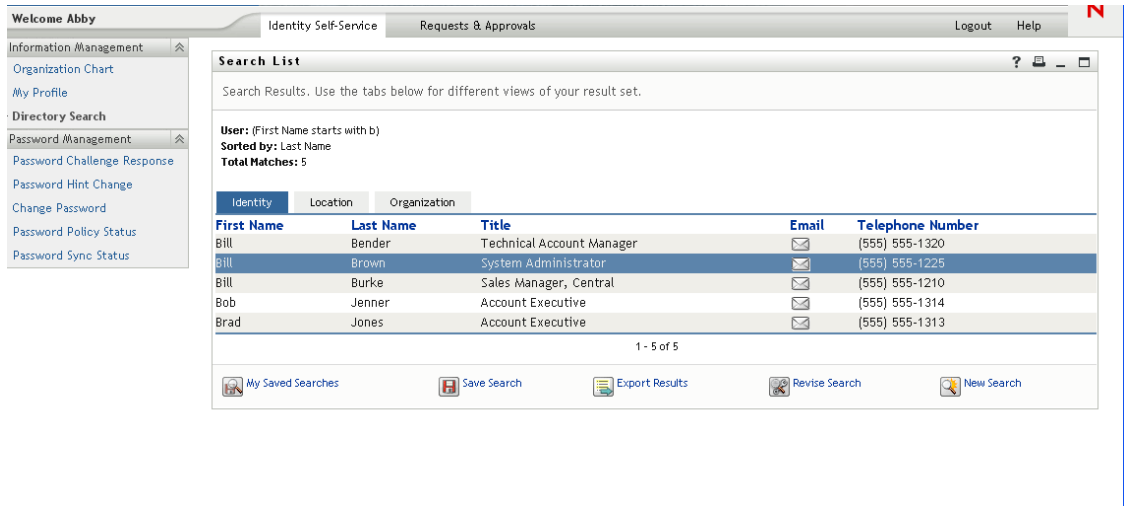 Welcome Abby
Identity Self-Service Requests & Approvals Logout Help N
Information Management
Organization Chart
My Profile
Directory Search
Password Management
Password Challenge Response
Password Hint Change
Change Password
Password Policy Status
Password Sync Status
Search List ?
Search Results. Use the tabs below for different views of your result set.
User: (First Name starts with b)
Sorted by: Last Name
Total Matches: 5
Identity Location Organization
First Name Last Name Title Email Telephone Number
Bill Bender Technical Account Manager (555) 555-1320
Bill Brown System Administrator (555) 555-1225
Bill Burke Sales Manager, Central (555) 555-1210
Bob Jenner Account Executive (555) 555-1314
Brad Jones Account Executive (555) 555-1313
1 - 5 of 5
My Saved Searches Save Search Export Results Revise Search New Search